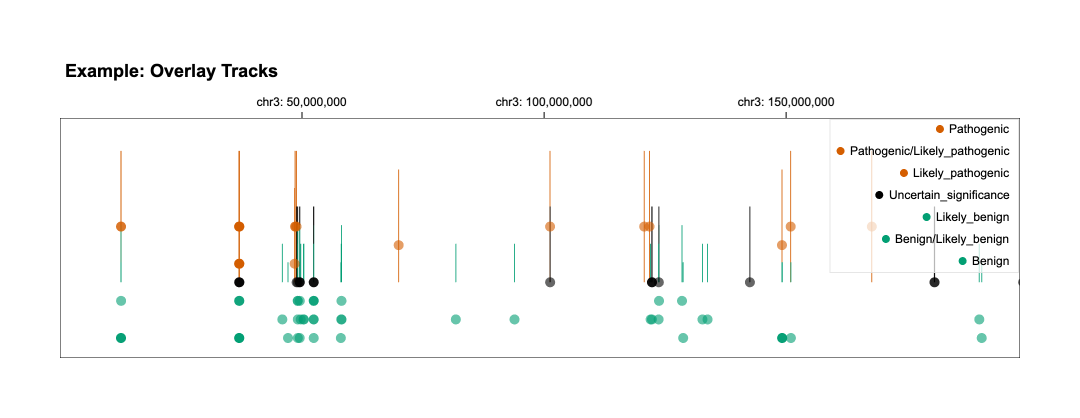 Example: Overlay Tracks
chr3: 50,000,000
chr3: 100,000,000
chr3: 150,000,000
Pathogenic
Pathogenic/Likely_pathogenic
Likely_pathogenic
Uncertain_significance
Likely_benign
Benign/Likely_benign
Benign